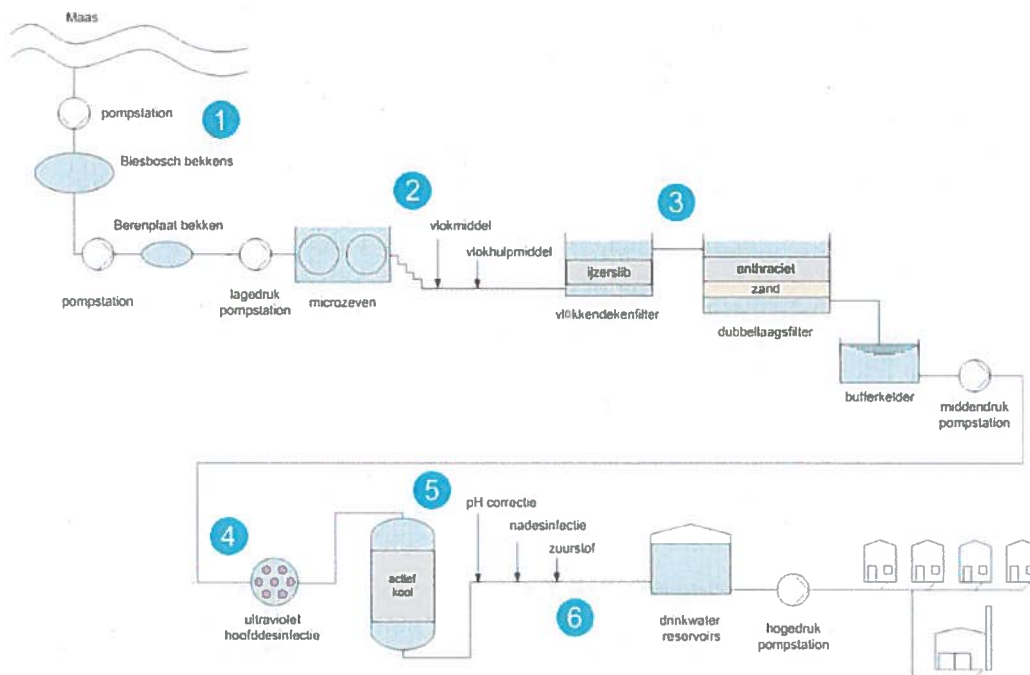 Maas
pompstation
1
Biesbosch bekkens
2
3
Berenplaat bekken
vlokmiddel
vlokhulpmiddel
ijzerslib
anthraciet
zand
pompstation
lagedruk
pompstation
microzeven
vlokkendekenfilter
dubbellaagsfilter
bufferkelder
middendruk
pompstation
4
5
pH correctie
nadesinfectie
zuurstof
actief
kool
6
ultraviolet
hoofddesinfectie
drinkwater
reservoirs
hogedruk
pompstation